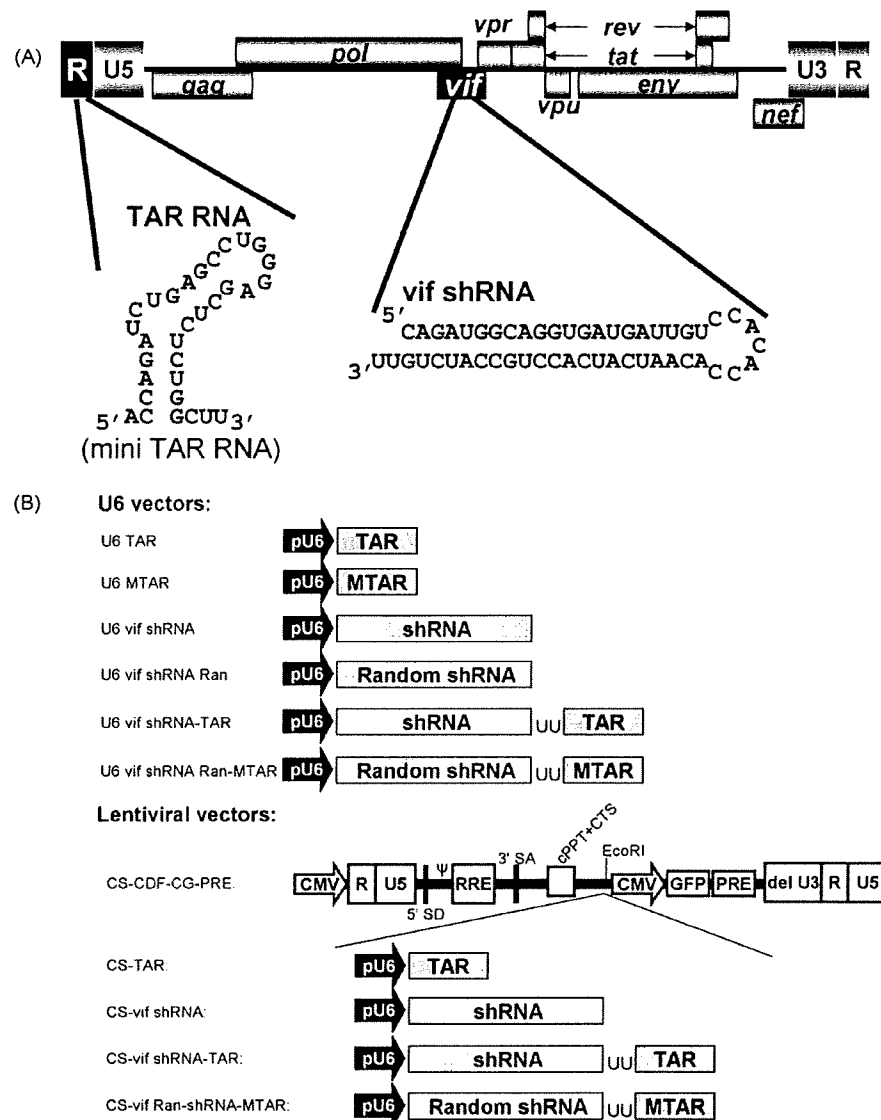 (A)
R U5 gag pol vif vpr vpu rev tat env nef U3 R
TAR RNA
ACCAGAUCUGAGCCUGGGAGCUCUCUGGCUU
5' 3'
(mini TAR RNA)
vif shRNA
5'
CAGAUGGCAGGUGAUGAUUGUCCACA
3' UUGUCUACCGUCCACUACUAACACC
(B)
U6 vectors:
U6 TAR pU6 TAR
U6 MTAR pU6 MTAR
U6 vif shRNA pU6 shRNA
U6 vif shRNA Ran pU6 Random shRNA
U6 vif shRNA-TAR pU6 shRNA UU TAR
U6 vif shRNA Ran-MTAR pU6 Random shRNA UU MTAR
Lentiviral vectors:
CS-CDF-CG-PRE: CMV R U5 5' SD Ψ RRE 3' SA cPPT+CTS EcoRI CMV GFP PRE del U3 R U5
CS-TAR: pU6 TAR
CS-vif shRNA: pU6 shRNA
CS-vif shRNA-TAR: pU6 shRNA UU TAR
CS-vif Ran-shRNA-MTAR: pU6 Random shRNA UU MTAR